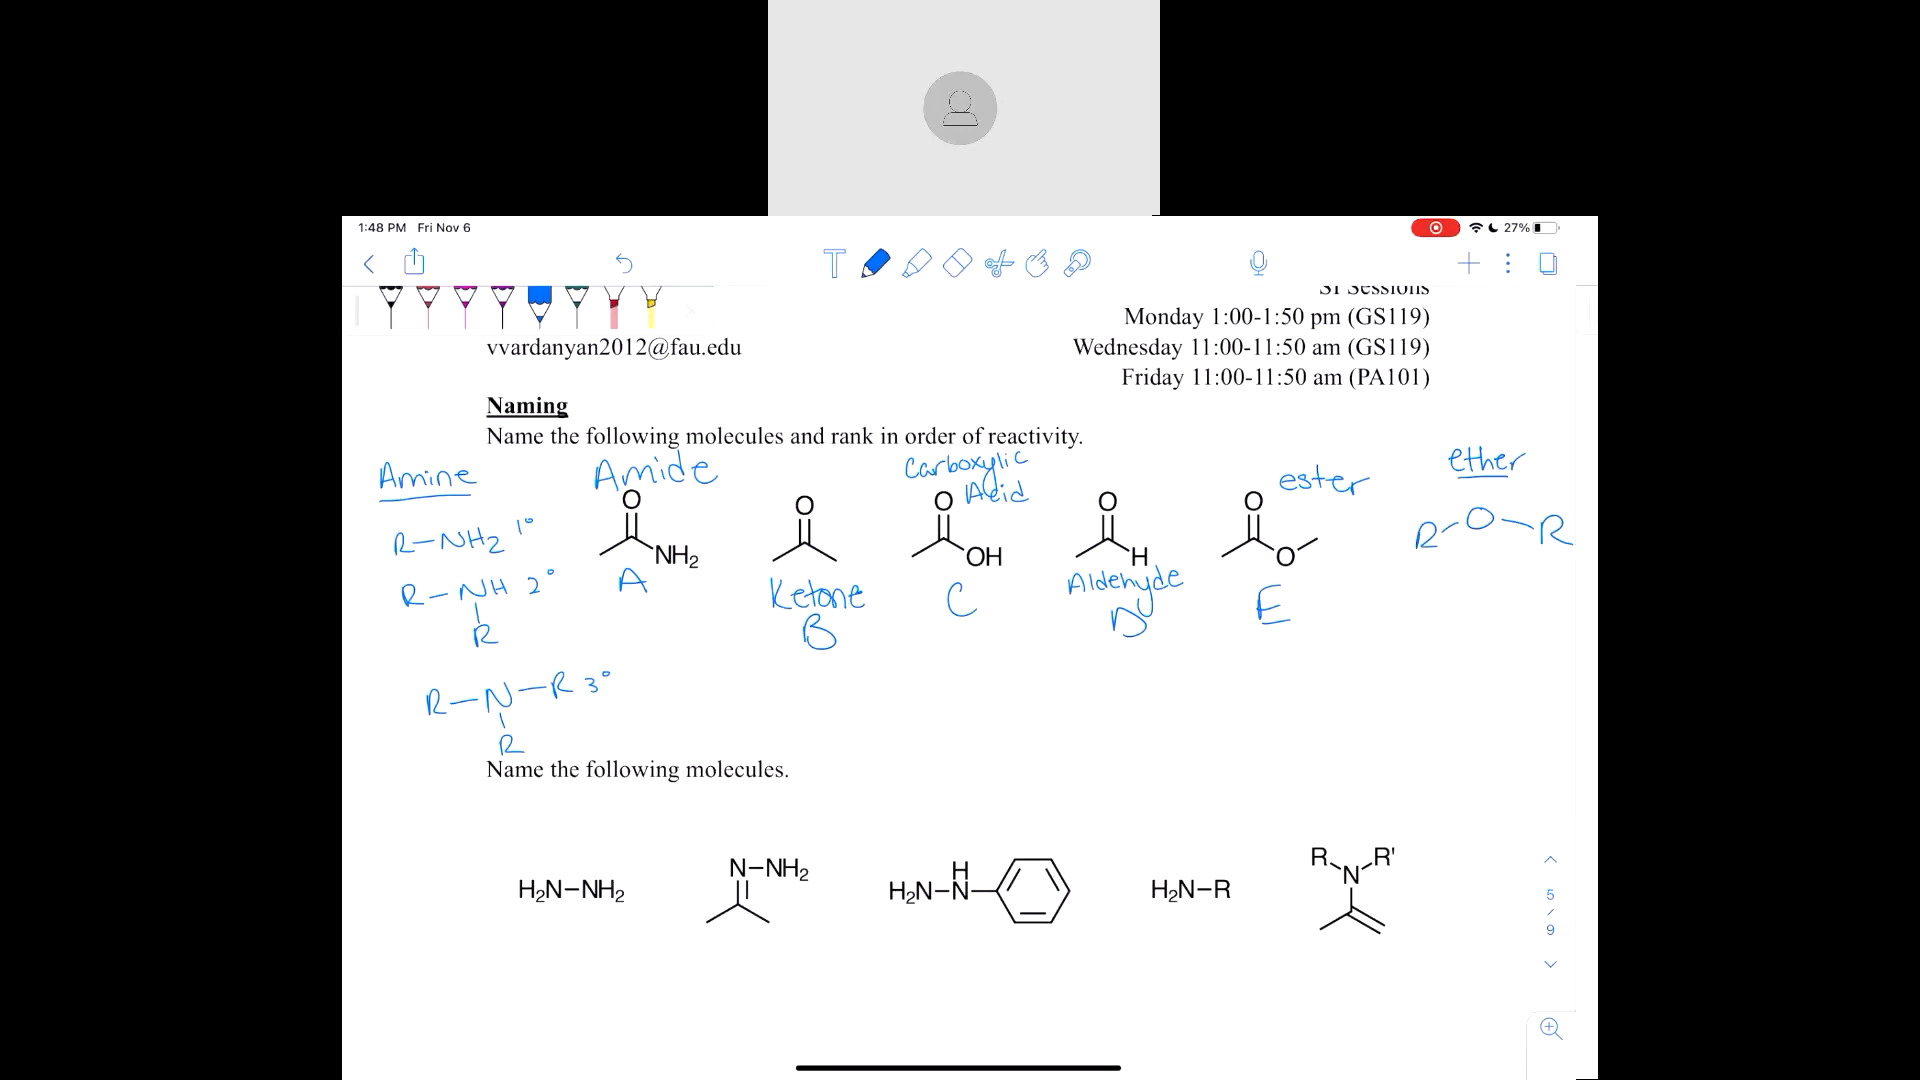 1:48 PM Fri Nov 6
27%
T
SI Sessions
Monday 1:00-1:50 pm (GS119)
vvardanyan2012@fau.edu
Wednesday 11:00-11:50 am (GS119)
Friday 11:00-11:50 am (PA101)
Naming
Name the following molecules and rank in order of reactivity.
Amine
Amide
Carboxylic
Acid
ester
ether
R-NH2 1°
O
NH2
A
O
Ketone
B
O
OH
C
O
H
Aldehyde
D
O
O
E
R-O-R
R-NH 2°
R
R-N-R 3°
R
Name the following molecules.
H2N-NH2
N-NH2
H
H2N-N
H2N-R
R R'
N
5
/
9